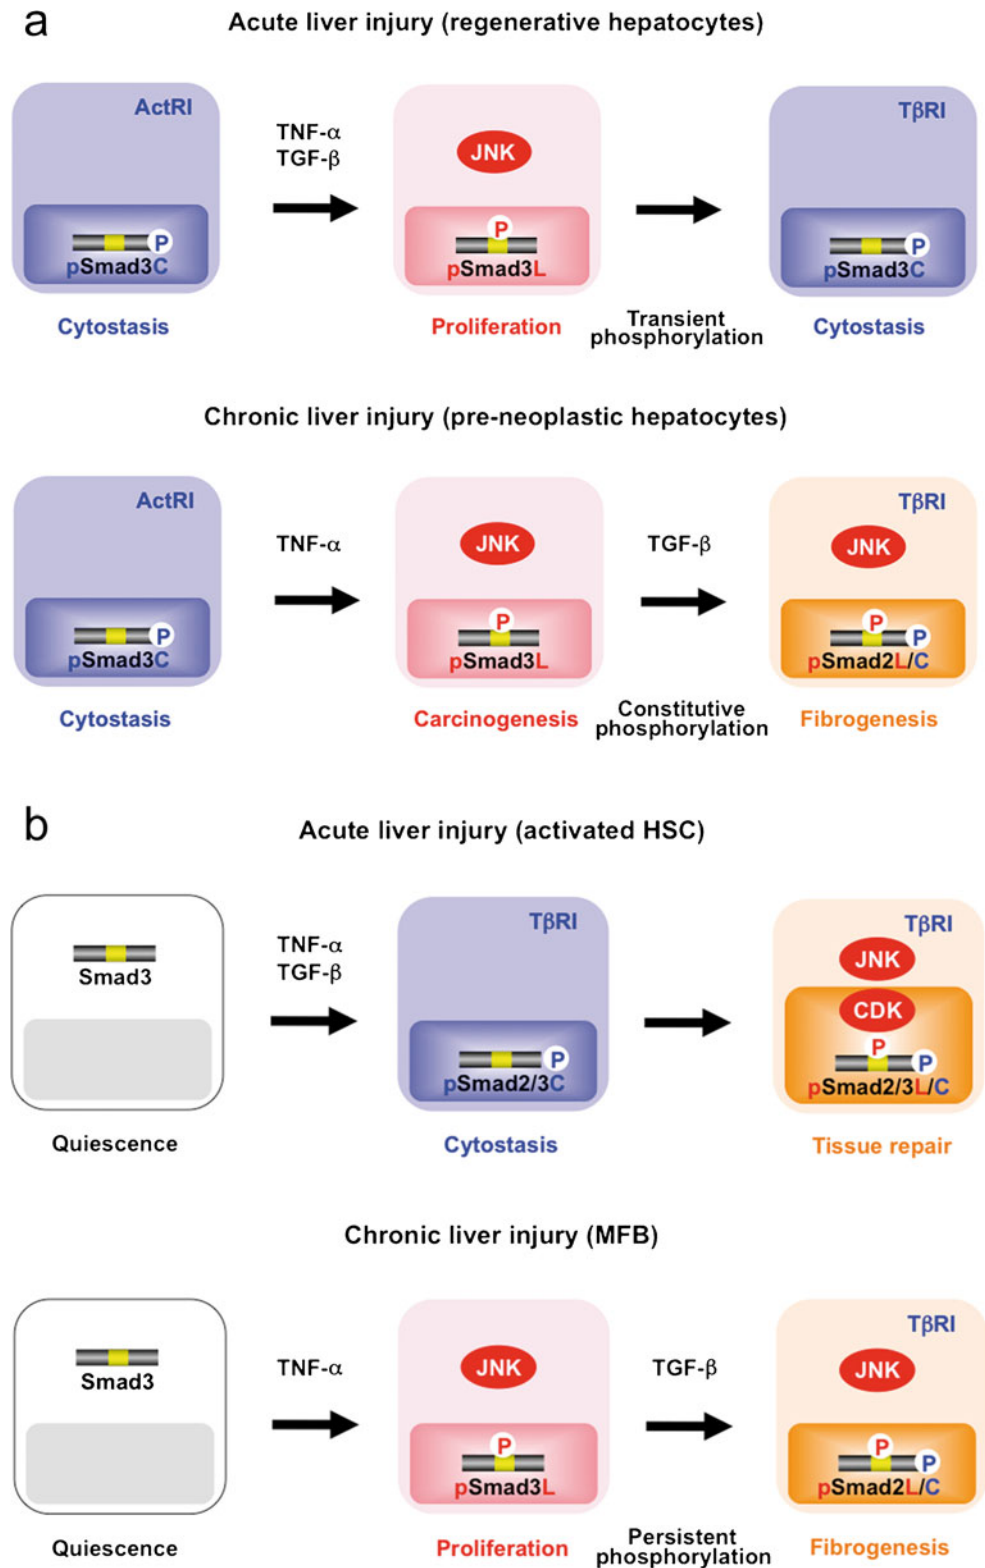 a
Acute liver injury (regenerative hepatocytes)
ActRI
TNF-α
TGF-β
JNK
TβRI
P
pSmad3C
P
pSmad3L
P
pSmad3C
Cytostasis
Proliferation
Transient
phosphorylation
Cytostasis
Chronic liver injury (pre-neoplastic hepatocytes)
ActRI
TNF-α
JNK
TGF-β
TβRI
JNK
P
pSmad3C
P
pSmad3L
P
P
pSmad2L/C
Cytostasis
Carcinogenesis
Constitutive
phosphorylation
Fibrogenesis
b
Acute liver injury (activated HSC)
Smad3
TNF-α
TGF-β
TβRI
P
pSmad2/3C
TβRI
JNK
CDK
P
P
pSmad2/3L/C
Quiescence
Cytostasis
Tissue repair
Chronic liver injury (MFB)
Smad3
TNF-α
JNK
P
pSmad3L
TGF-β
TβRI
JNK
P
P
pSmad2L/C
Quiescence
Proliferation
Persistent
phosphorylation
Fibrogenesis